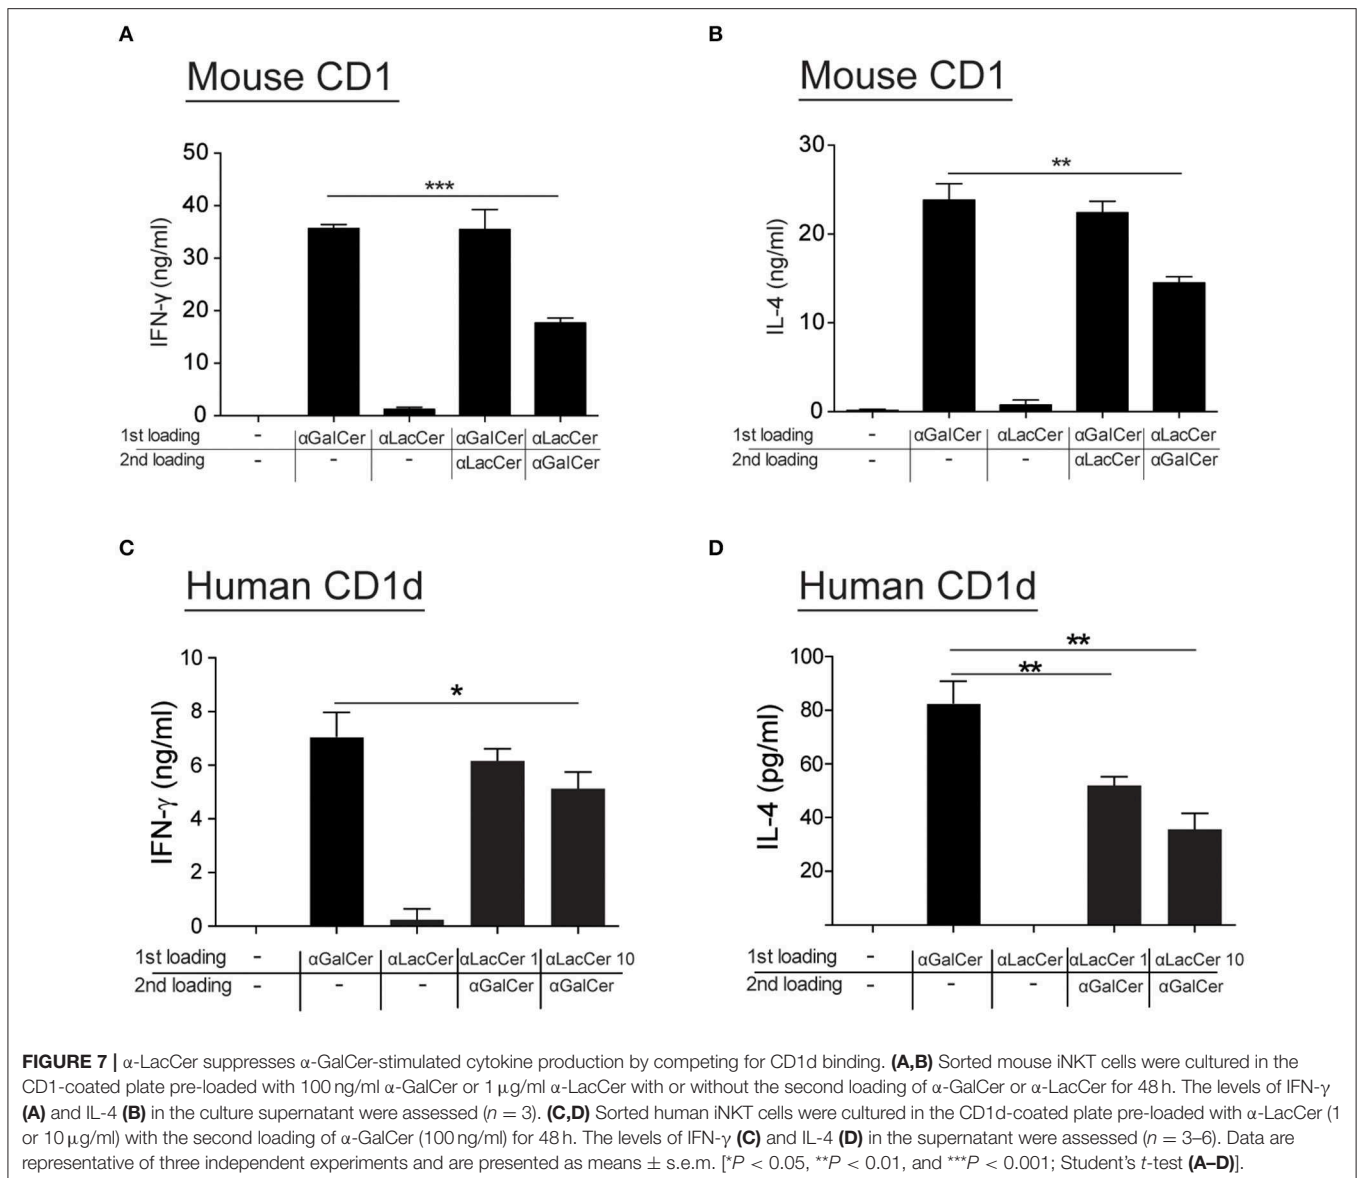 A
Mouse CD1
IFN-γ (ng/ml)
50
40
30
20
10
0
***
1st loading - αGalCer αLacCer αGalCer αLacCer
2nd loading - - - αLacCer αGalCer
B
Mouse CD1
IL-4 (ng/ml)
30
20
10
0
**
1st loading - αGalCer αLacCer αGalCer αLacCer
2nd loading - - - αLacCer αGalCer
C
Human CD1d
IFN-γ (ng/ml)
10
8
6
4
2
0
*
1st loading - αGalCer αLacCer αLacCer 1 αLacCer 10
2nd loading - - - αGalCer αGalCer
D
Human CD1d
IL-4 (pg/ml)
100
80
60
40
20
**
**
1st loading - αGalCer αLacCer αLacCer 1 αLacCer 10
2nd loading - - - αGalCer αGalCer
FIGURE 7 | α-LacCer suppresses α-GalCer-stimulated cytokine production by competing for CD1d binding. (A,B) Sorted mouse iNKT cells were cultured in the
CD1-coated plate pre-loaded with 100 ng/ml α-GalCer or 1 μg/ml α-LacCer with or without the second loading of α-GalCer or α-LacCer for 48 h. The levels of IFN-γ
(A) and IL-4 (B) in the culture supernatant were assessed (n = 3). (C,D) Sorted human iNKT cells were cultured in the CD1d-coated plate pre-loaded with α-LacCer (1
or 10 μg/ml) with the second loading of α-GalCer (100 ng/ml) for 48 h. The levels of IFN-γ (C) and IL-4 (D) in the supernatant were assessed (n = 3–6). Data are
representative of three independent experiments and are presented as means ± s.e.m. [*P < 0.05, **P < 0.01, and ***P < 0.001; Student's t-test (A–D)].